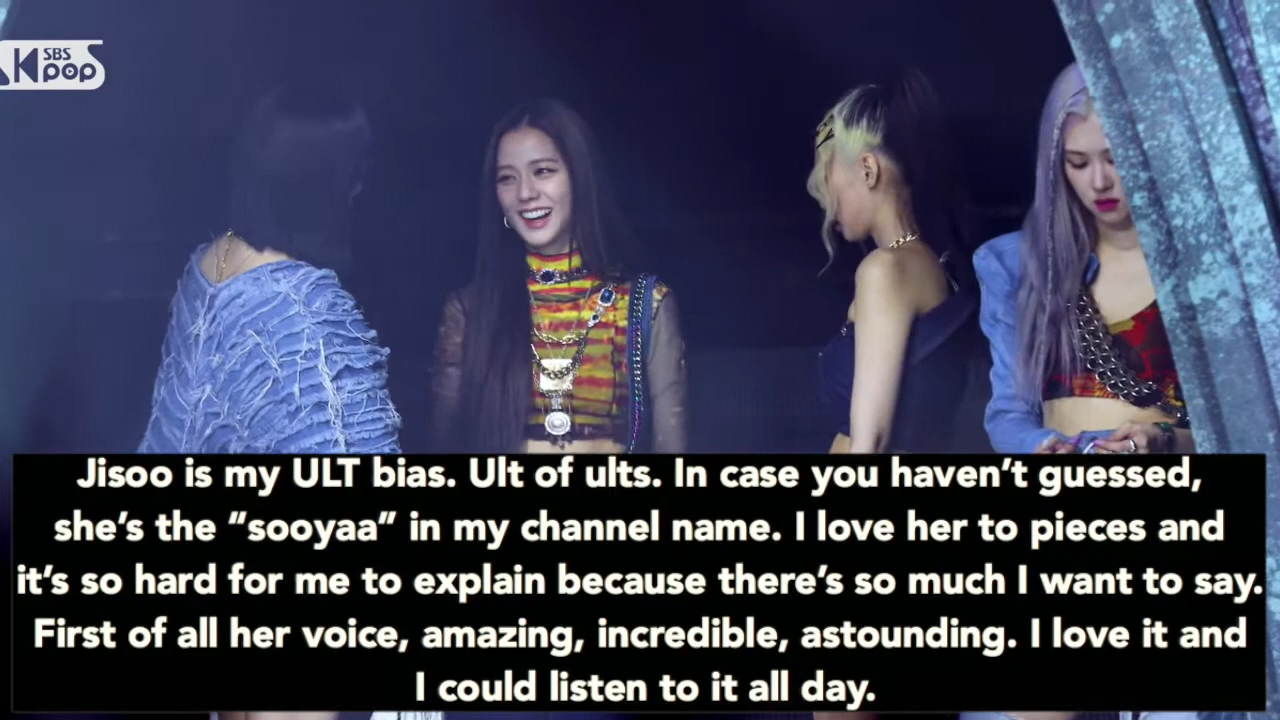 SBS
Kpop
Jisoo is my ULT bias. Ult of ults. In case you haven’t guessed,
she’s the “sooyaa” in my channel name. I love her to pieces and
it’s so hard for me to explain because there’s so much I want to say.
First of all her voice, amazing, incredible, astounding. I love it and
I could listen to it all day.